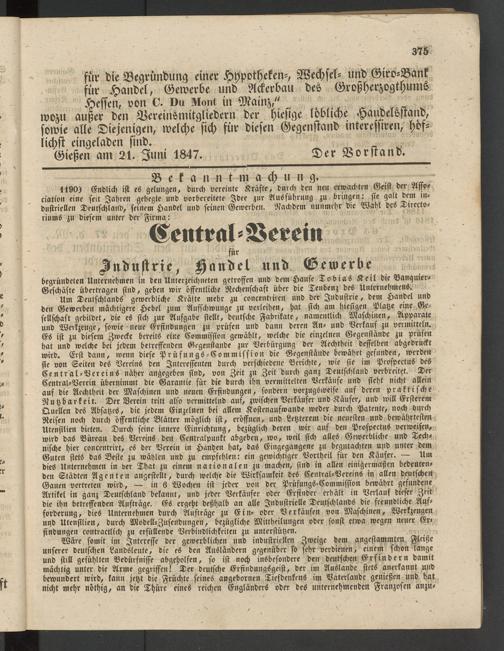 375
für die Begründung einer Hypotheken-, Wechsel- und Giro-Bank
für Handel, Gewerbe und Ackerbau des Großherzogthums
Hessen, von C. Du Mont in Mainz,"
wozu außer den Vereinsmitgliedern der hiesige löbliche Handelsstand,
sowie alle Diejenigen, welche sich für diesen Gegenstand interessiren, höf-
lichst eingeladen sind.
Gießen am 21. Juni 1847. Der Vorstand.
Bekanntmachung.
1190) Endlich ist es gelungen, durch vereinte Kräfte, durch den neu erwachten Geist der Asso-
ciation eine seit Jahren gehegte und vorbereitete Idee zur Ausführung zu bringen; sie galt dem in-
dustriellen Deutschland, seinem Handel und seinen Gewerben. Nachdem nunmehr die Wahl des Directo-
riums zu diesem unter der Firma:
Central-Verein
für
Industrie, Handel und Gewerbe
begründeten Unternehmen in den Unterzeichneten getroffen und dem Hause Tobias Keil die Banquier-
Geschäfte übertragen sind, geben wir öffentliche Rechenschaft über die Tendenz des Unternehmens.
Um Deutschlands gewerbliche Kräfte mehr zu concentriren und der Industrie, dem Handel und
den Gewerben mächtigere Hebel zum Aufschwung zu verleihen, hat sich am hiesigen Platz eine Ge-
sellschaft gebildet, die es sich zur Aufgabe stellt, deutsche Fabrikate, namentlich Maschinen, Apparate
und Werkzeuge, sowie neue Erfindungen zu prüfen und dann deren An- und Verkauf zu vermitteln.
Es ist zu diesem Zwecke bereits eine Commission gewählt, welche die einzelnen Gegenstände zu prüfen
hat und welche bei jedem betreffenden Gegenstande zur Verbürgung der Aechtheit desselben abgedruckt
wird. Erst dann, wenn diese Prüfungs-Commission die Gegenstände bewährt gefunden, werden
sie von Seiten des Vereins den Interessenten durch verschiedene Berichte, wie sie im Prospectus des
Central-Vereins näher angegeben sind, von Zeit zu Zeit durch ganz Deutschland verbreitet. Der
Central-Verein übernimmt die Garantie für die durch ihn vermittelten Verkäufe und sieht nicht allein
auf die Aechtheit der Maschinen und neuen Erfindungen, sondern vorzugsweise auf deren praktische
Nutzbarkeit. Der Verein tritt also vermittelnd auf, zwischen Verkäufer und Käufer, und will Ersterem
Quellen des Absatzes, die jedem Einzelnen bei allem Kostenaufwande weder durch Patente, noch durch
Reisen noch durch öffentliche Blätter möglich ist, eröffnen, und Letzterem die neuesten und bewährtesten
Utensilien bieten. Durch seine innere Einrichtung, bezüglich deren wir auf den Prospectus verweisen,
wird das Büreau des Vereins den Centralpunkt abgeben, wo, weil sich alles Gewerbliche und Tech-
nische hier concentrirt, es der Verein in Händen hat, das Eingegangene zu begutachten und unter dem
Guten stets das Beste zu wählen und zu empfehlen: ein gewichtiger Vortheil für den Käufer. — Um
dies Unternehmen in der That zu einem nationalen zu machen, sind in allen einigermaßen bedeuten-
den Städten Agenten angestellt, durch welche die Wirksamkeit des Central-Vereins in allen deutschen
Gauen vertreten wird, — in 6 Wochen ist jeder von der Prüfungs-Commission bewährt gefundene
Artikel in ganz Deutschland bekannt, und jeder Verkäufer oder Erfinder erhält in Verlauf dieser Zeit
die ihn betreffenden Aufträge. Es ergeht deßhalb an alle Industrielle Deutschlands die freundliche Auf-
forderung, dies Unternehmen durch Aufträge zu Ein- oder Verkäufen von Maschinen, Werkzeugen
und Utensilien, durch Modell-Zusendungen, bezügliche Mittheilungen oder sonst etwa wegen neuer Er-
findungen contractlich zu erfüllende Verbindlichkeiten zu unterstützen.
Wäre somit im Interesse der gewerblichen und industriellen Zweige dem angestammten Fleiße
unserer deutschen Landsleute, die es den Ausländern gegenüber so sehr verdienen, einem schon lange
und still gefühlten Bedürfnisse abgeholfen, so ist noch insbesondere den deutschen Erfindern damit
mächtig unter die Arme gegriffen! Der deutsche Erfindungsgeist, der im Auslande stets anerkannt und
bewundert wird, kann jetzt die Früchte seines angebornen Tiefdenkens im Vaterlande genießen und hat
nicht mehr nöthig, an die Thüre eines reichen Engländers oder des unternehmenden Franzosen anzu-